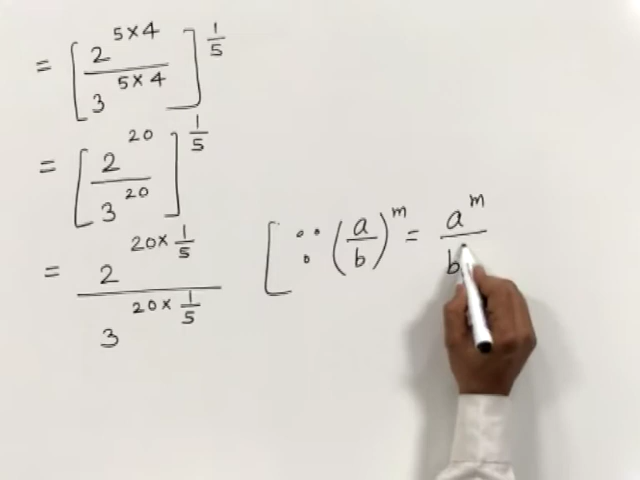 = [2^{5×4} / 3^{5×4}]^{1/5}
= [2^{20} / 3^{20}]^{1/5}
= 2^{20×1/5} / 3^{20×1/5} [∵ (a/b)^m = a^m / b